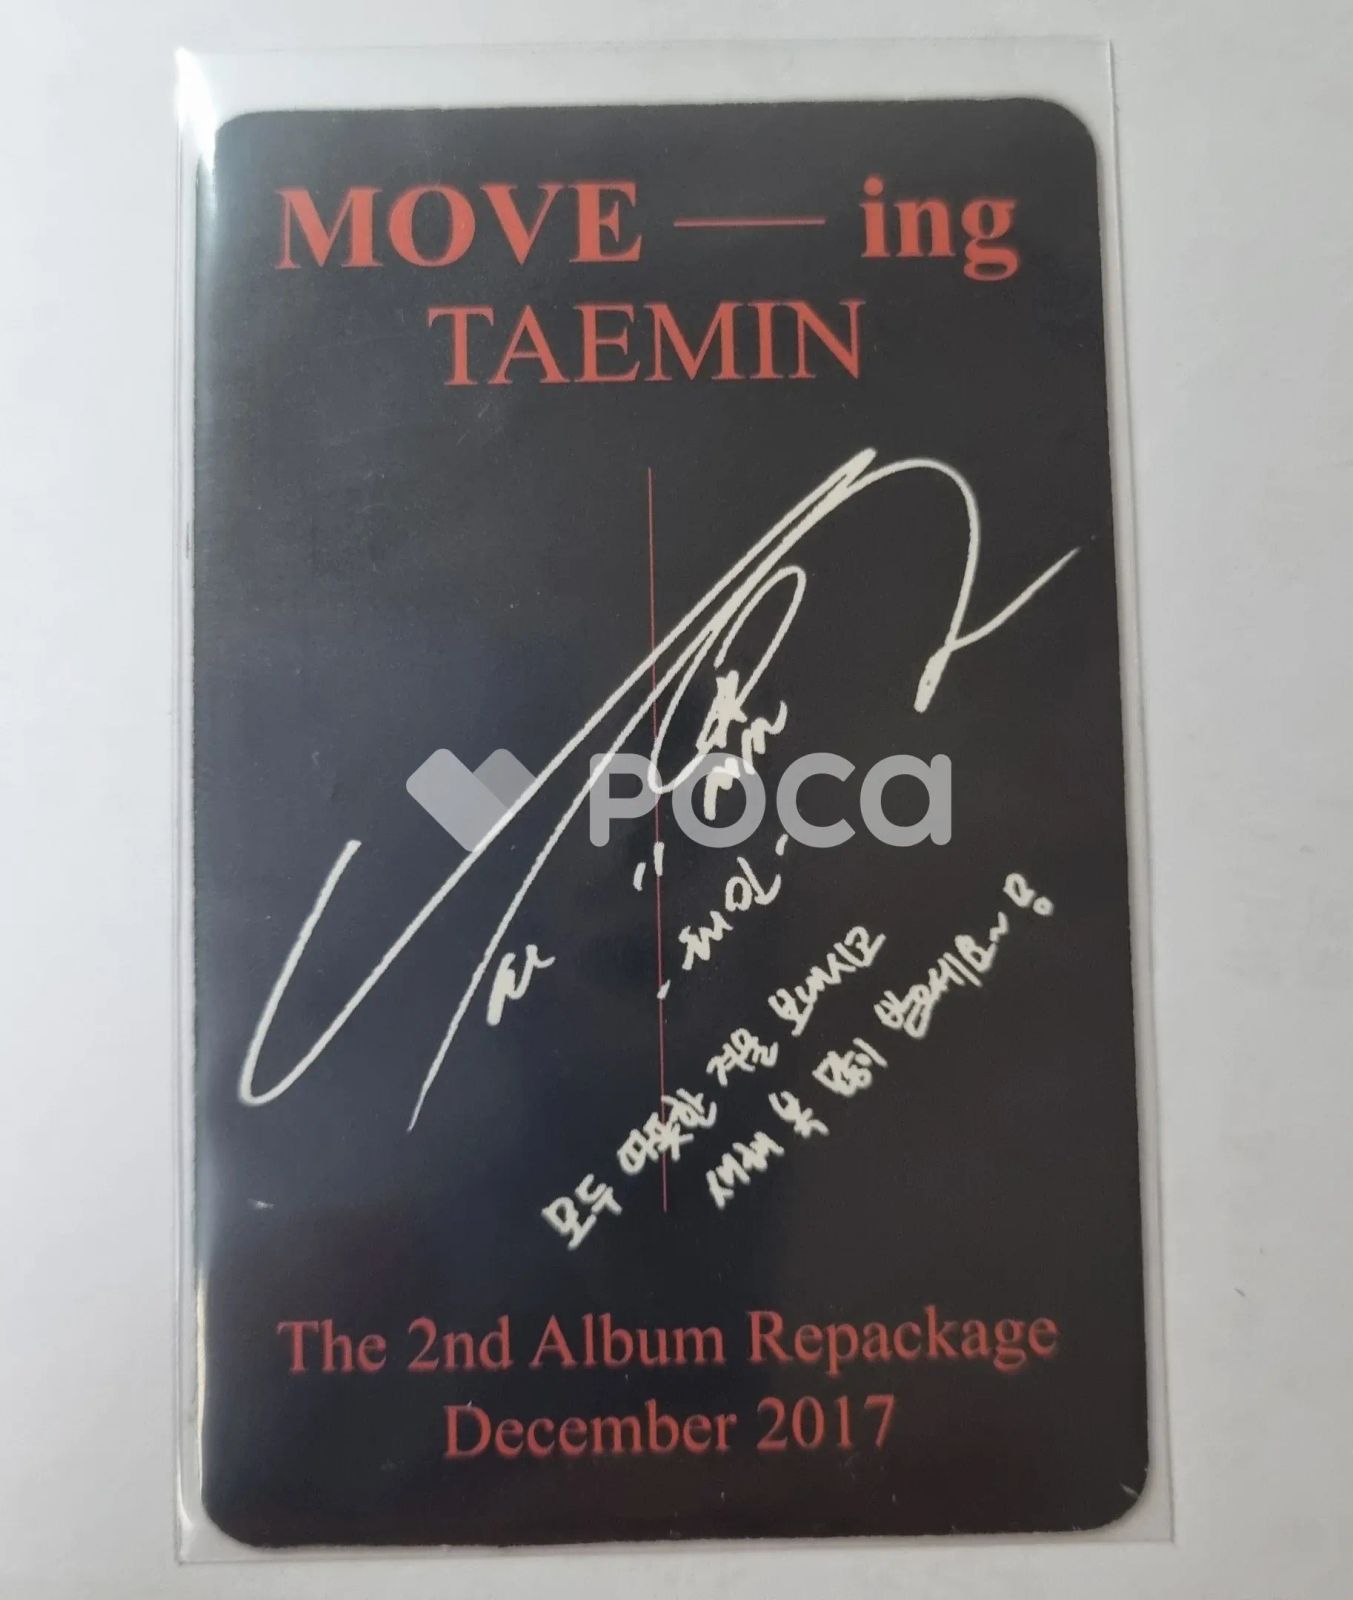 MOVE — ing
TAEMIN
POCA
모두 따뜻한 겨울 보내시고
새해 복 많이 받으세요~
The 2nd Album Repackage
December 2017